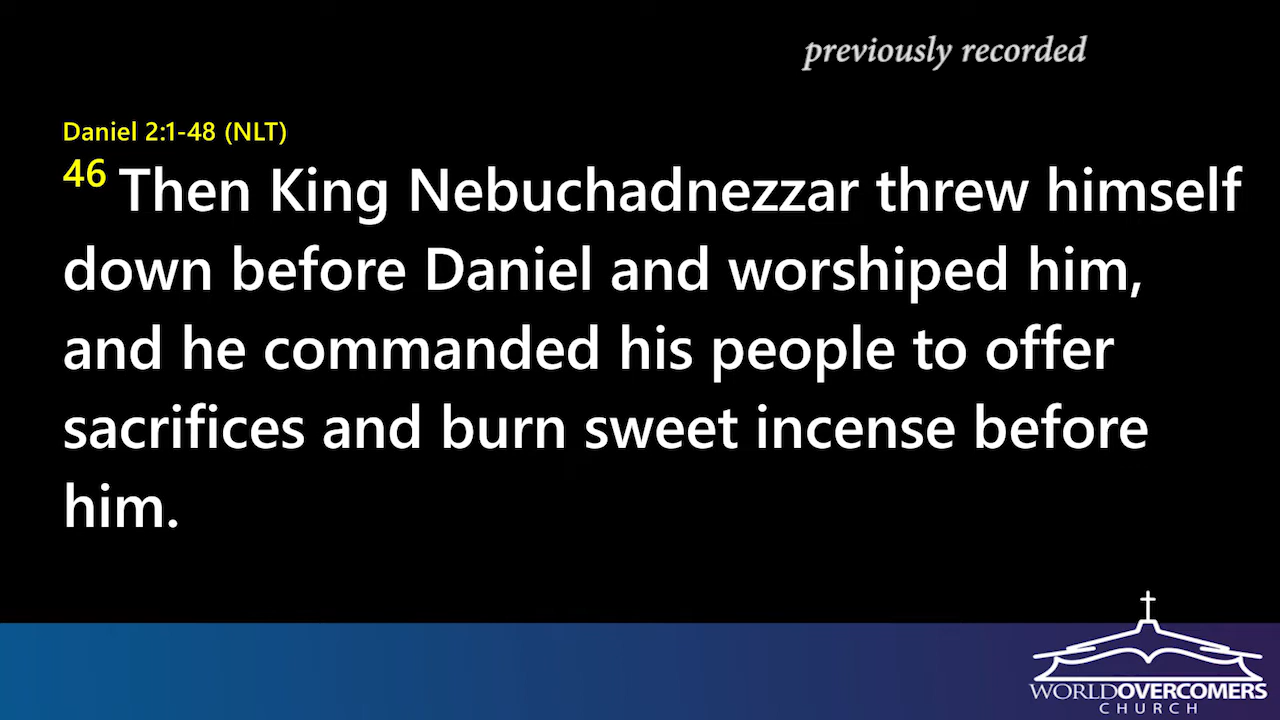 previously recorded
Daniel 2:1-48 (NLT)
46 Then King Nebuchadnezzar threw himself
down before Daniel and worshiped him,
and he commanded his people to offer
sacrifices and burn sweet incense before
him.
WORLDOVERCOMERS
CHURCH